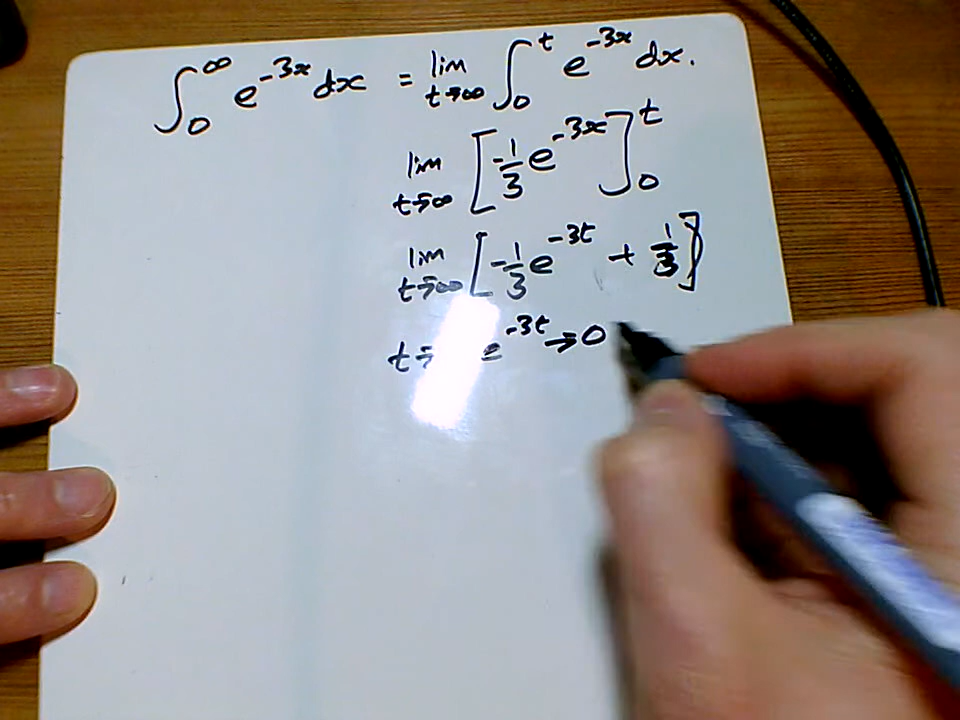 ∫₀^∞ e^{-3x} dx = lim_{t→∞} ∫₀^t e^{-3x} dx.
lim_{t→∞} [-1/3 e^{-3x}]₀^t
lim_{t→∞} [-1/3 e^{-3t} + 1/3]
t→ e^{-3t} → 0